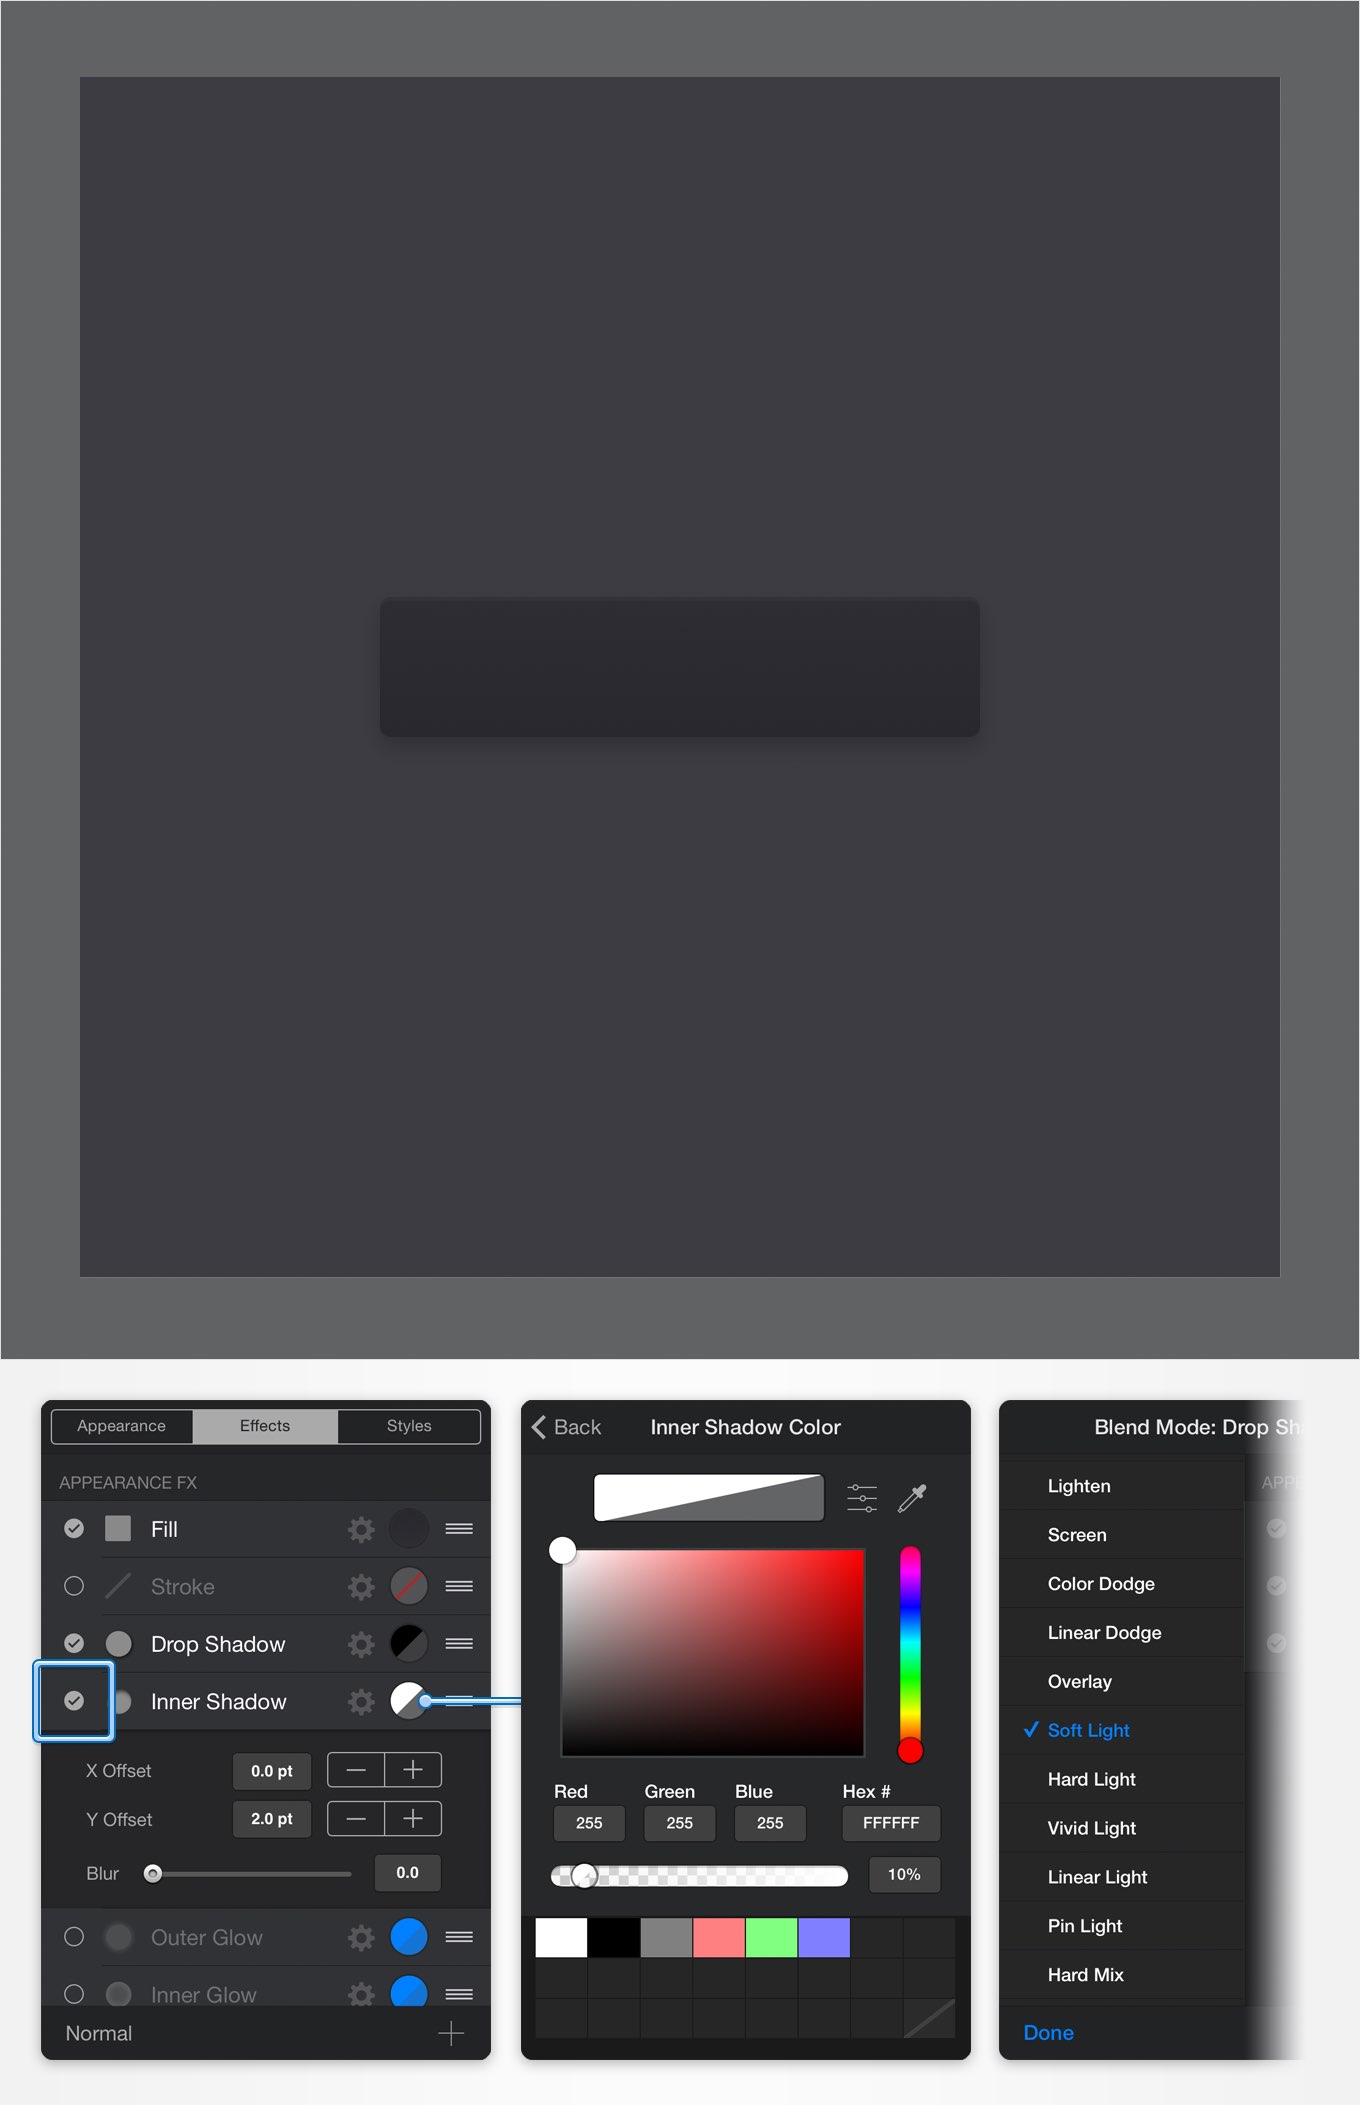 Appearance Effects Styles
APPEARANCE FX
Fill
Stroke
Drop Shadow
Inner Shadow
X Offset 0.0 pt
Y Offset 2.0 pt
Blur 0.0
Outer Glow
Inner Glow
Normal
Back Inner Shadow Color
Red Green Blue Hex #
255 255 255 FFFFFF
10%
Blend Mode: Drop Sh
APPE
Lighten
Screen
Color Dodge
Linear Dodge
Overlay
Soft Light
Hard Light
Vivid Light
Linear Light
Pin Light
Hard Mix
Done